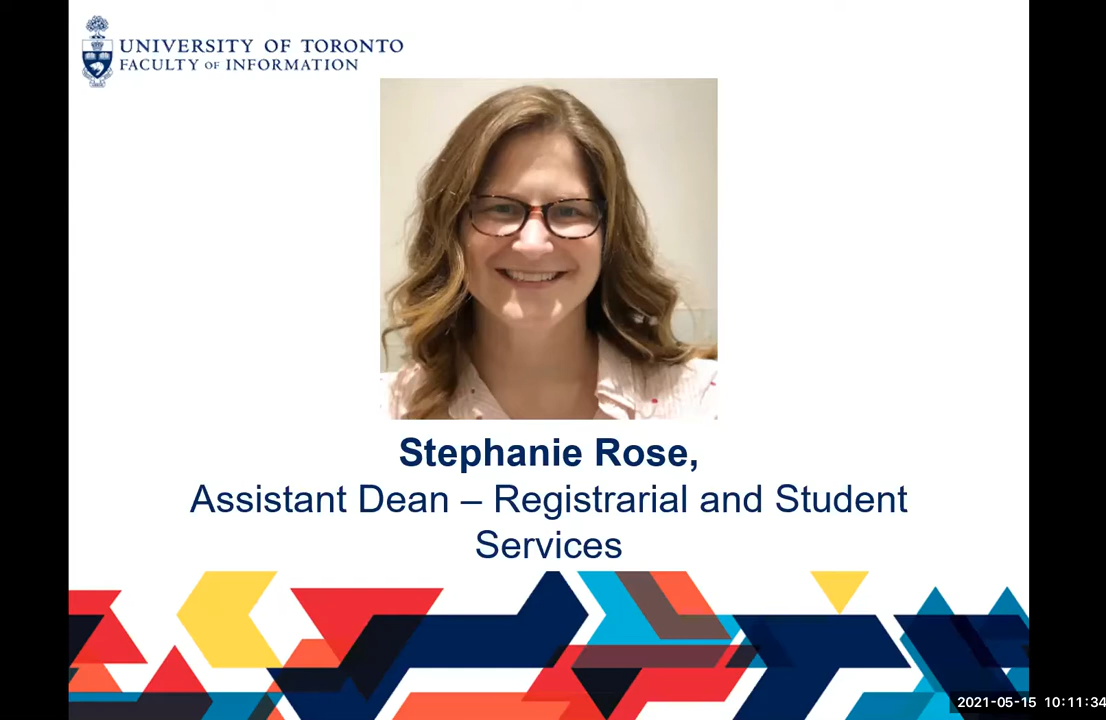 UNIVERSITY OF TORONTO
FACULTY OF INFORMATION
Stephanie Rose,
Assistant Dean – Registrarial and Student
Services
2021-05-15 10:11:34